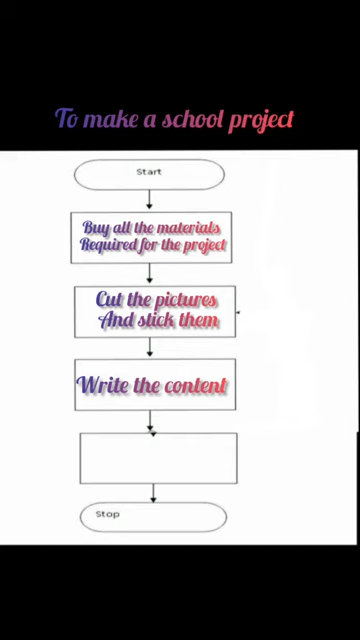 To make a school project
Start
Buy all the materials
Required for the project
Cut the pictures
And stick them
Write the content
Stop